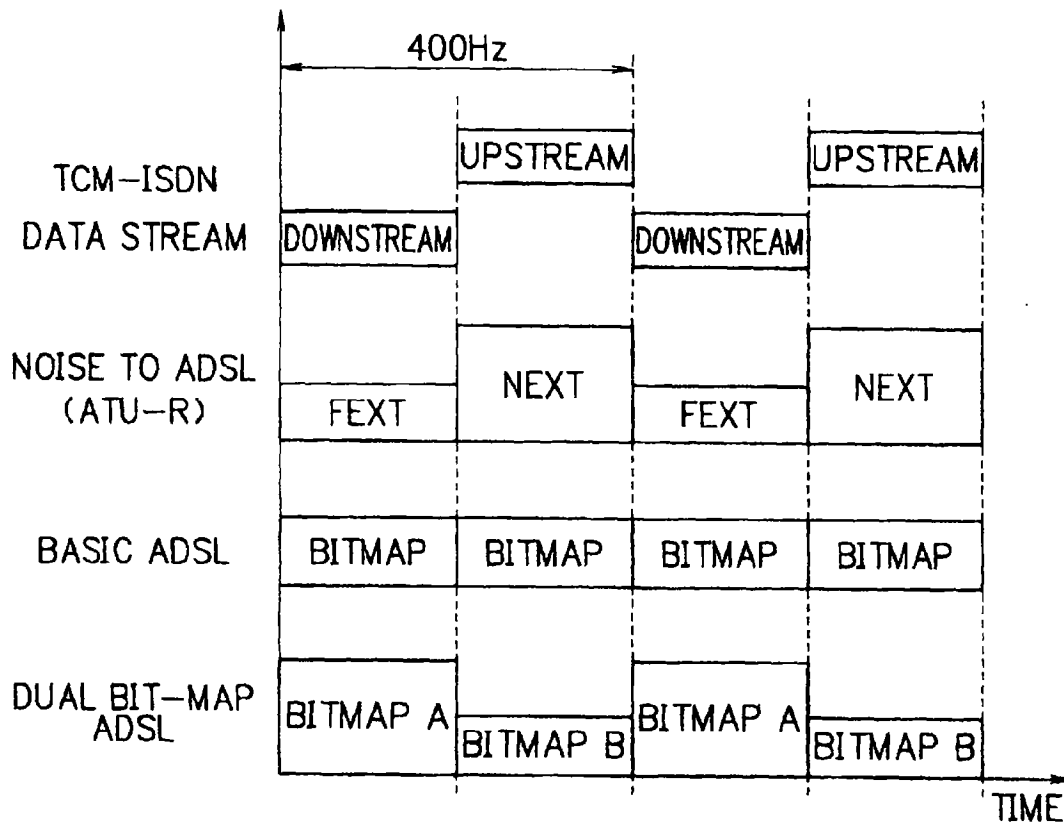 400Hz
UPSTREAM UPSTREAM
TCM-ISDN
DATA STREAM DOWNSTREAM DOWNSTREAM
NOISE TO ADSL
(ATU-R)
FEXT NEXT FEXT NEXT
BASIC ADSL BITMAP BITMAP BITMAP BITMAP
DUAL BIT-MAP
ADSL
BITMAP A BITMAP B BITMAP A BITMAP B
TIME